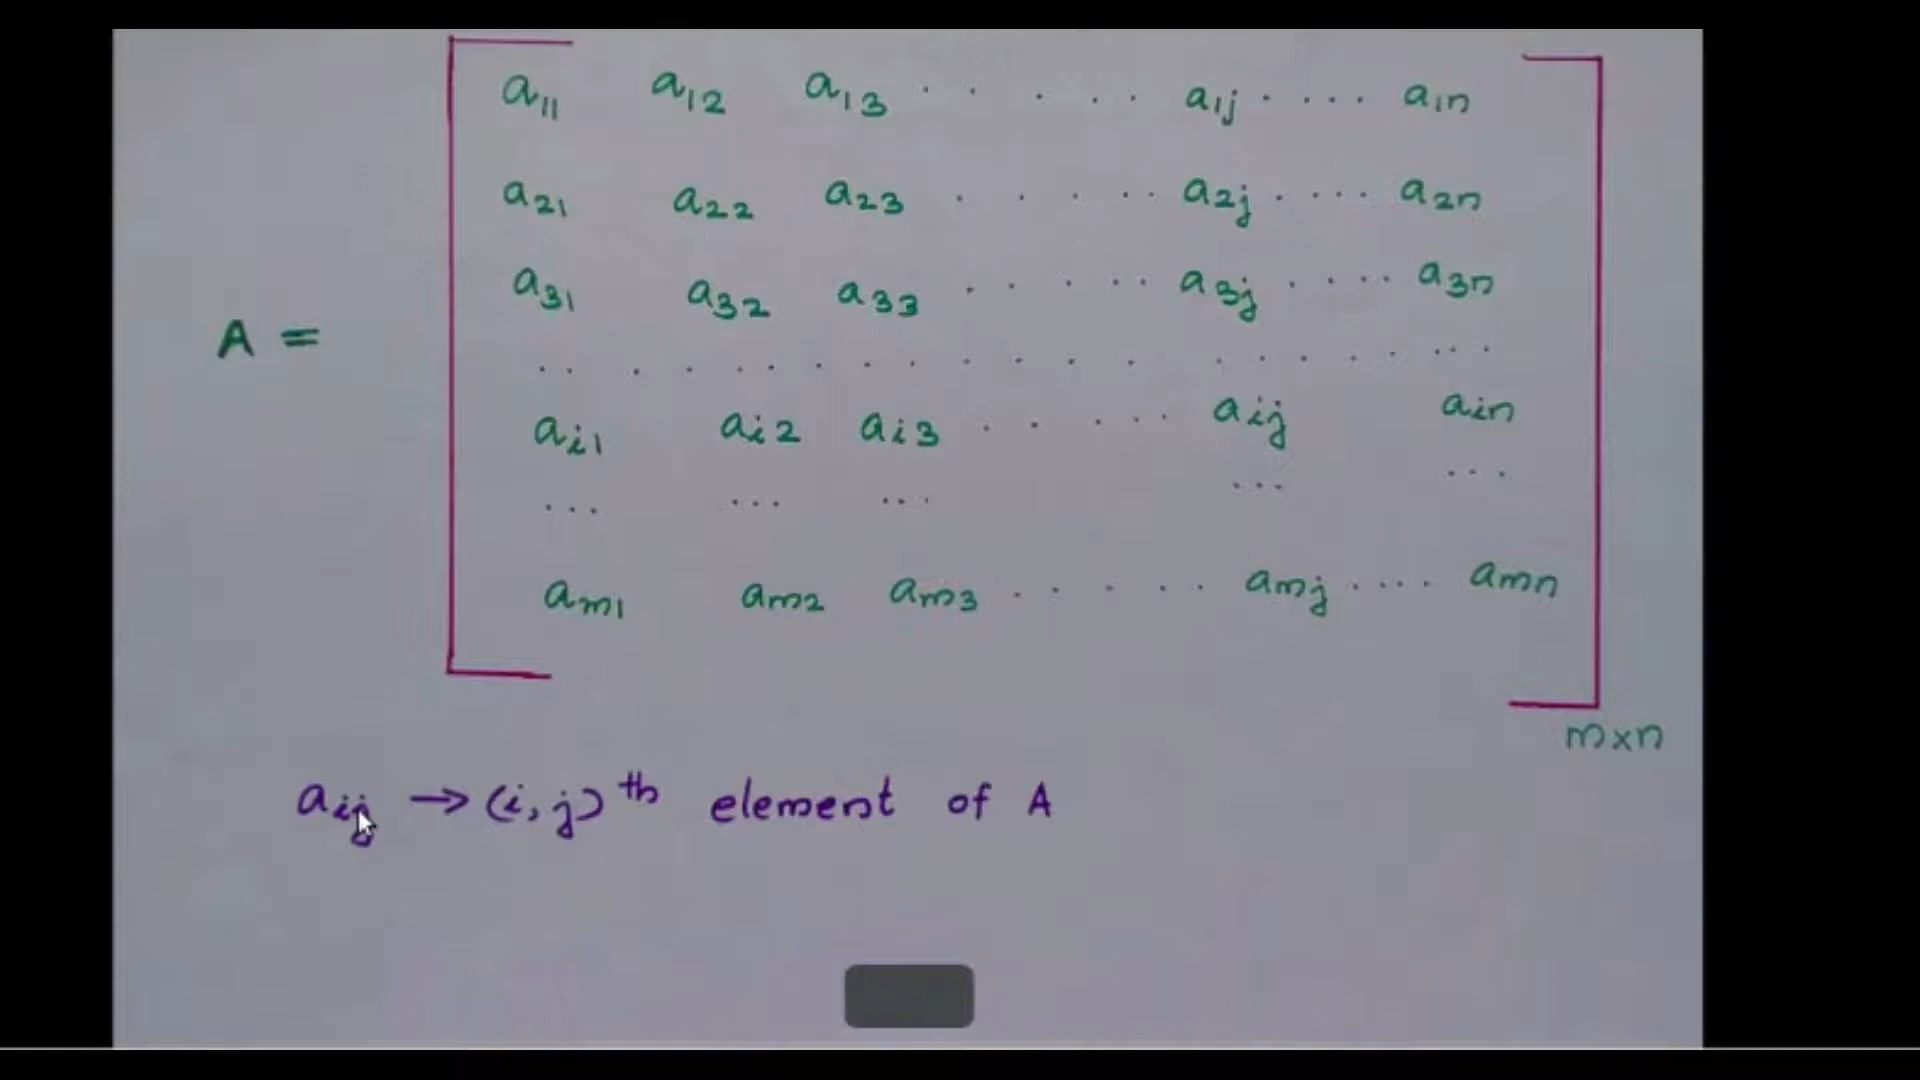 a11 a12 a13 . . . . . a1j . . . . a1n
a21 a22 a23 . . . . . a2j . . . . a2n
a31 a32 a33 . . . . . . a3j . . . . a3n
A =
. . . . . . . . . . . . . . . . . . . .
ai1 ai2 ai3 . . . . . aij ain
... ... ... ... ...
am1 am2 am3 . . . . . amj . . . . amn
m×n
aij → (i, j)th element of A